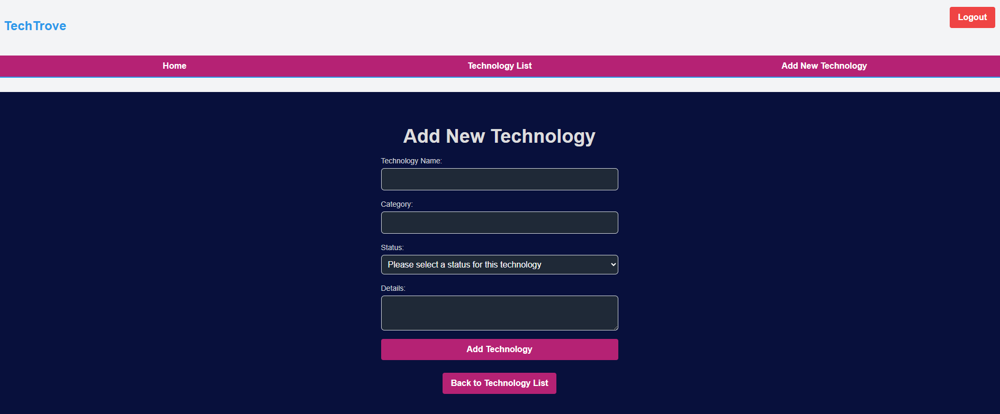 TechTrove
Logout
Home
Technology List
Add New Technology
Add New Technology
Technology Name:
Category:
Status:
Please select a status for this technology
Details:
Add Technology
Back to Technology List